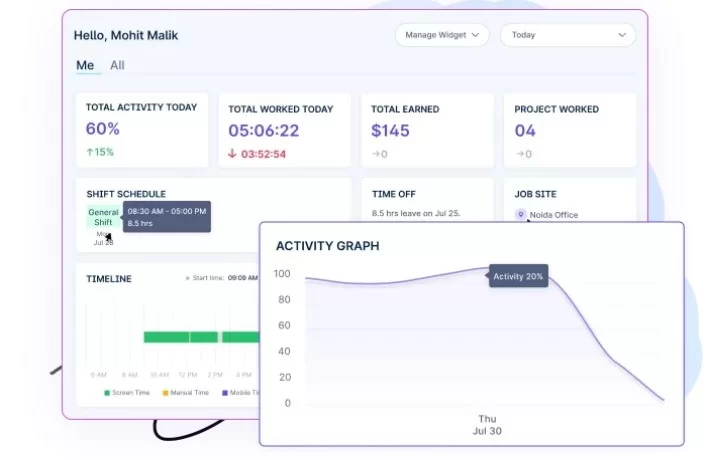 Hello, Mohit Malik
Manage Widget
Today
Me
All
TOTAL ACTIVITY TODAY
60%
↑15%
TOTAL WORKED TODAY
05:06:22
↓ 03:52:54
TOTAL EARNED
$145
→0
PROJECT WORKED
04
→0
SHIFT SCHEDULE
General
Shift
08:30 AM - 05:00 PM
8.5 hrs
Jul 28
TIME OFF
8.5 hrs leave on Jul 25.
JOB SITE
Noida Office
TIMELINE
Start time: 09:09 AM
6 AM 8 AM 10 AM 12 PM 2 PM 3 PM
Screen Time
Manual Time
Mobile
ACTIVITY GRAPH
100
80
60
40
20
0
Activity 20%
Thu
Jul 30